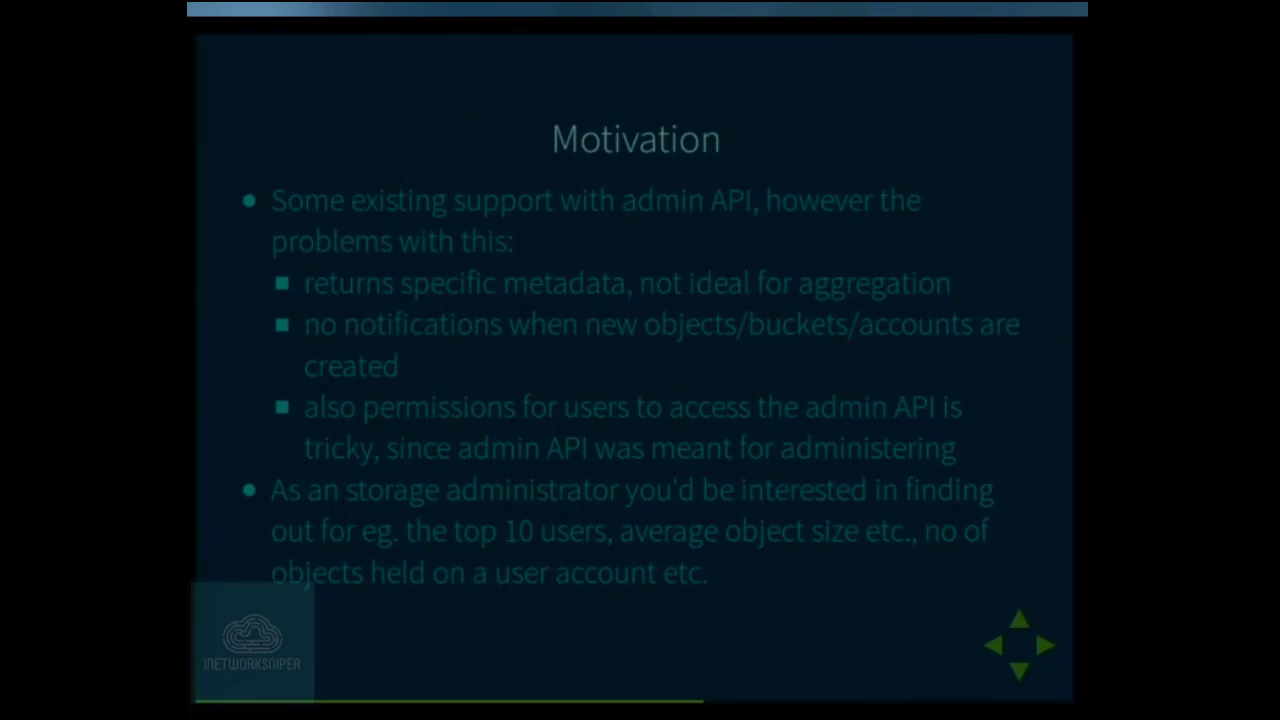 Motivation
Some existing support with admin API, however the
problems with this:
returns specific metadata, not ideal for aggregation
no notifications when new objects/buckets/accounts are
created
also permissions for users to access the admin API is
tricky, since admin API was meant for administering
As an storage administrator you'd be interested in finding
out for eg. the top 10 users, average object size etc., no of
objects held on a user account etc.
INETWORKSNIPER